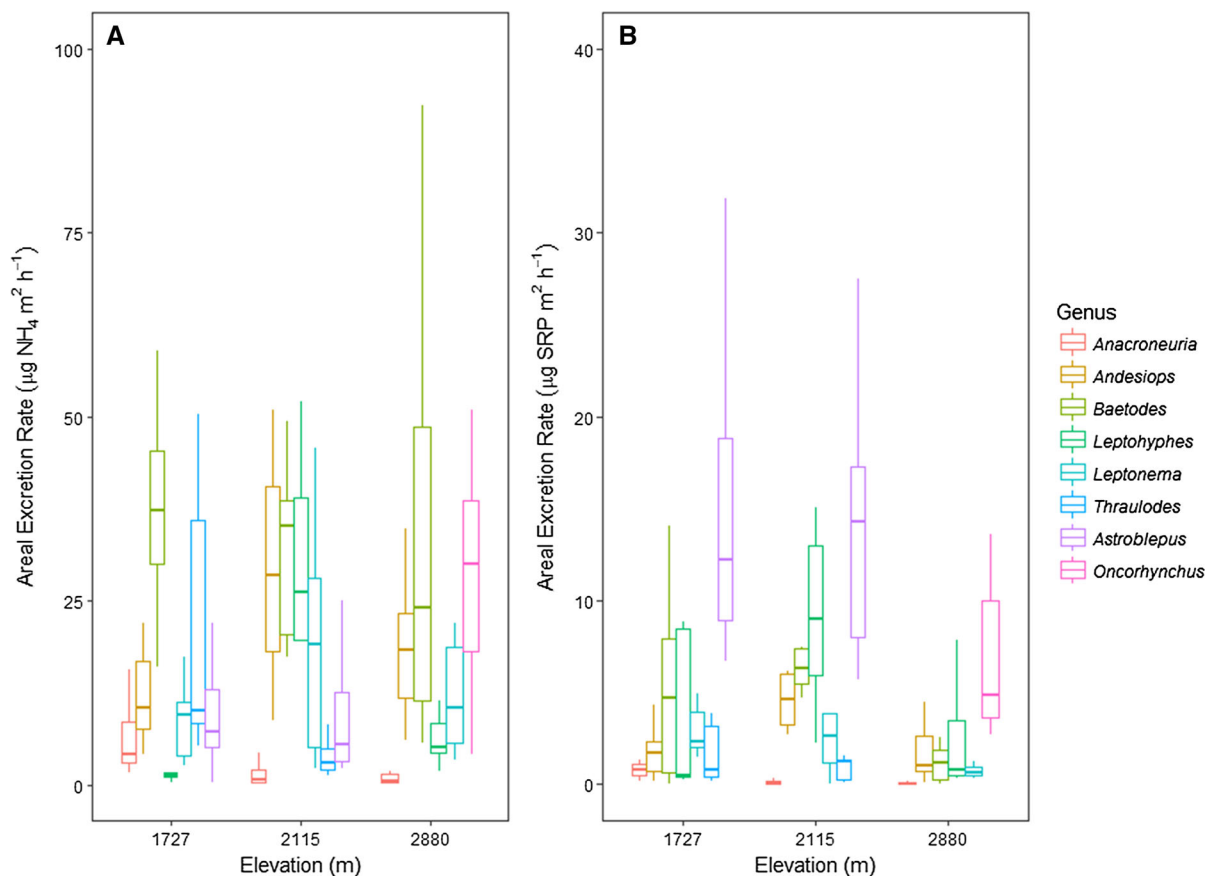 A
Areal Excretion Rate (µg NH₄ m² h⁻¹)
100
75
50
25
0
1727
2115
2880
Elevation (m)
B
Areal Excretion Rate (µg SRP m² h⁻¹)
40
30
20
10
0
1727
2115
2880
Elevation (m)
Genus
Anacroneuria
Andesiops
Baetodes
Leptohyphes
Leptonema
Thraulodes
Astroblepus
Oncorhynchus